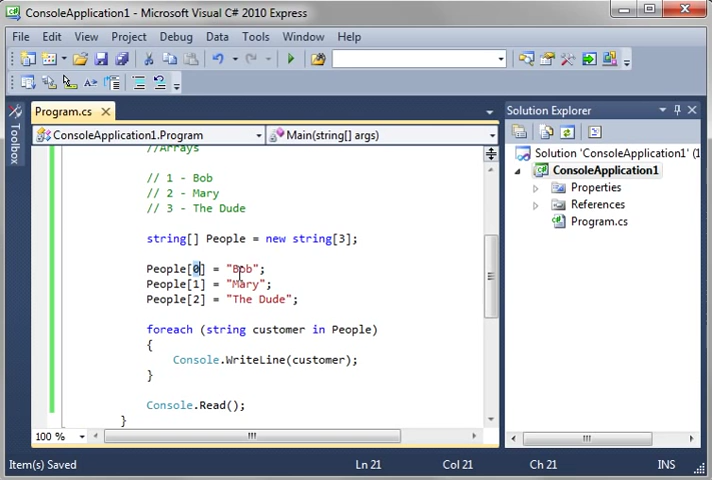 ConsoleApplication1 - Microsoft Visual C# 2010 Express
File Edit View Project Debug Data Tools Window Help
Toolbox
Program.cs
ConsoleApplication1.Program
Main(string[] args)
//Arrays
// 1 - Bob
// 2 - Mary
// 3 - The Dude
string[] People = new string[3];
People[0] = "Bob";
People[1] = "Mary";
People[2] = "The Dude";
foreach (string customer in People)
{
Console.WriteLine(customer);
}
Console.Read();
}
100 %
Solution Explorer
Solution 'ConsoleApplication1' (1
ConsoleApplication1
Properties
References
Program.cs
Item(s) Saved
Ln 21
Col 21
Ch 21
INS